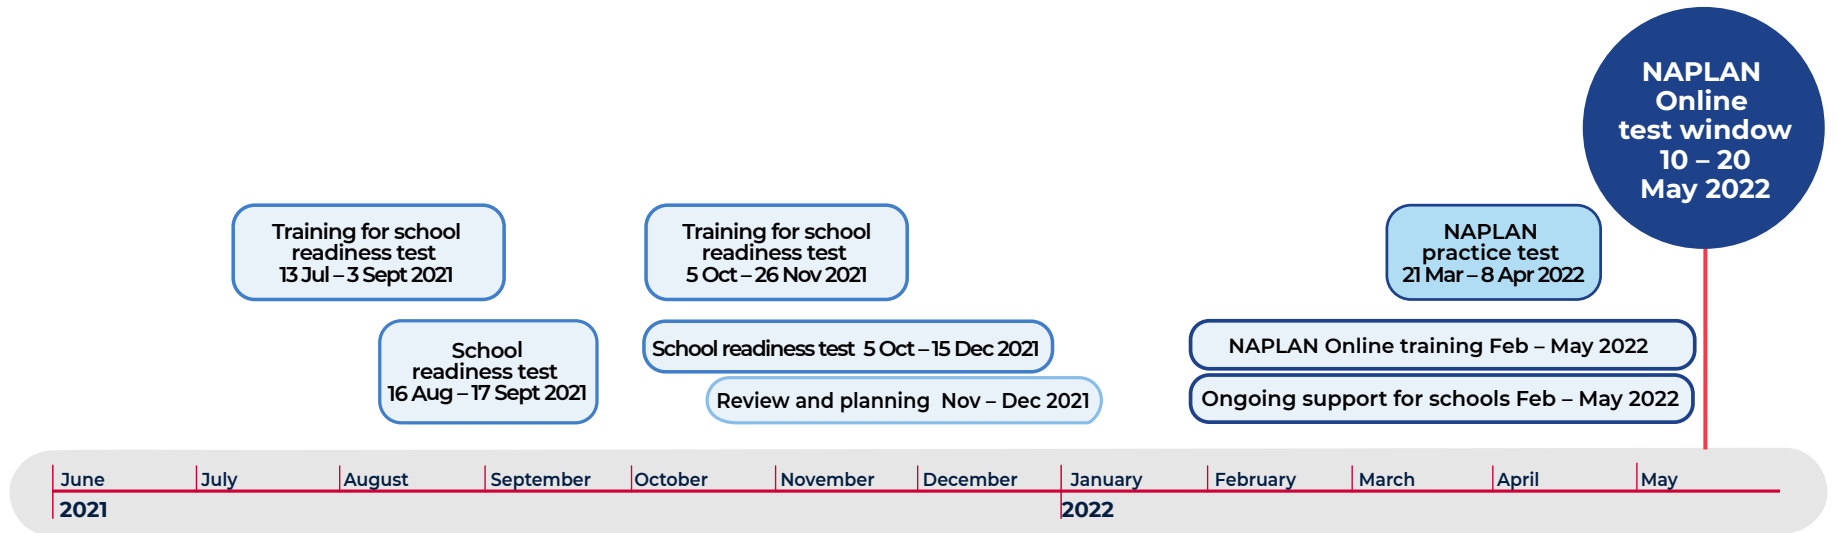 NAPLAN
Online
test window
10 – 20
May 2022
Training for school
readiness test
13 Jul – 3 Sept 2021
Training for school
readiness test
5 Oct – 26 Nov 2021
NAPLAN
practice test
21 Mar – 8 Apr 2022
School
readiness test
16 Aug – 17 Sept 2021
School readiness test 5 Oct – 15 Dec 2021
Review and planning Nov – Dec 2021
NAPLAN Online training Feb – May 2022
Ongoing support for schools Feb – May 2022
June July August September October November December January February March April May
2021 2022